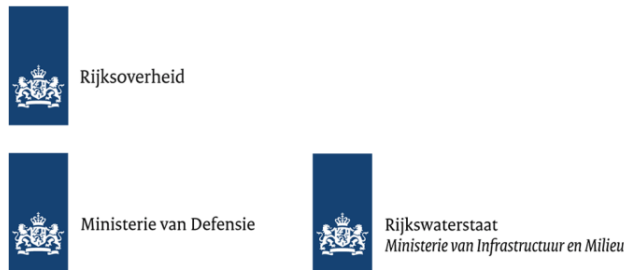 Rijksoverheid
Ministerie van Defensie
Rijkswaterstaat
Ministerie van Infrastructuur en Milieu